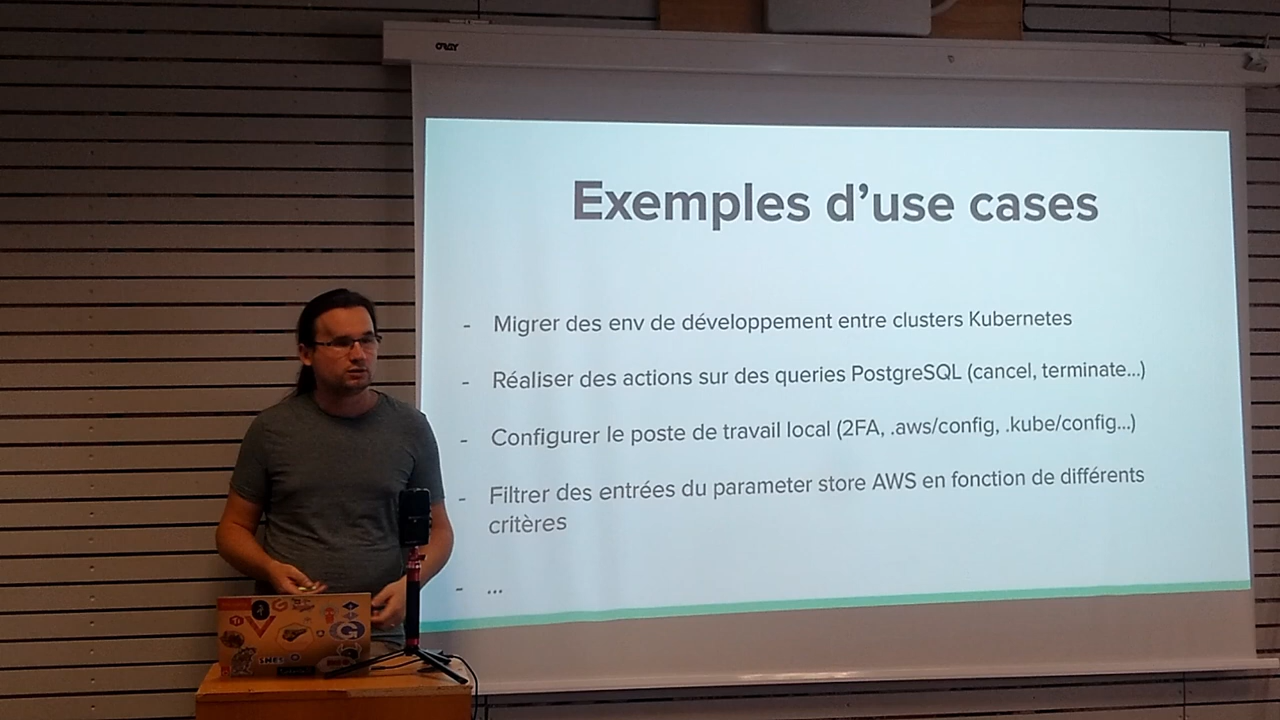 ORAY
Exemples d'use cases
- Migrer des env de développement entre clusters Kubernetes
- Réaliser des actions sur des queries PostgreSQL (cancel, terminate...)
- Configurer le poste de travail local (2FA, .aws/config, .kube/config...)
- Filtrer des entrées du parameter store AWS en fonction de différents
critères
- ...